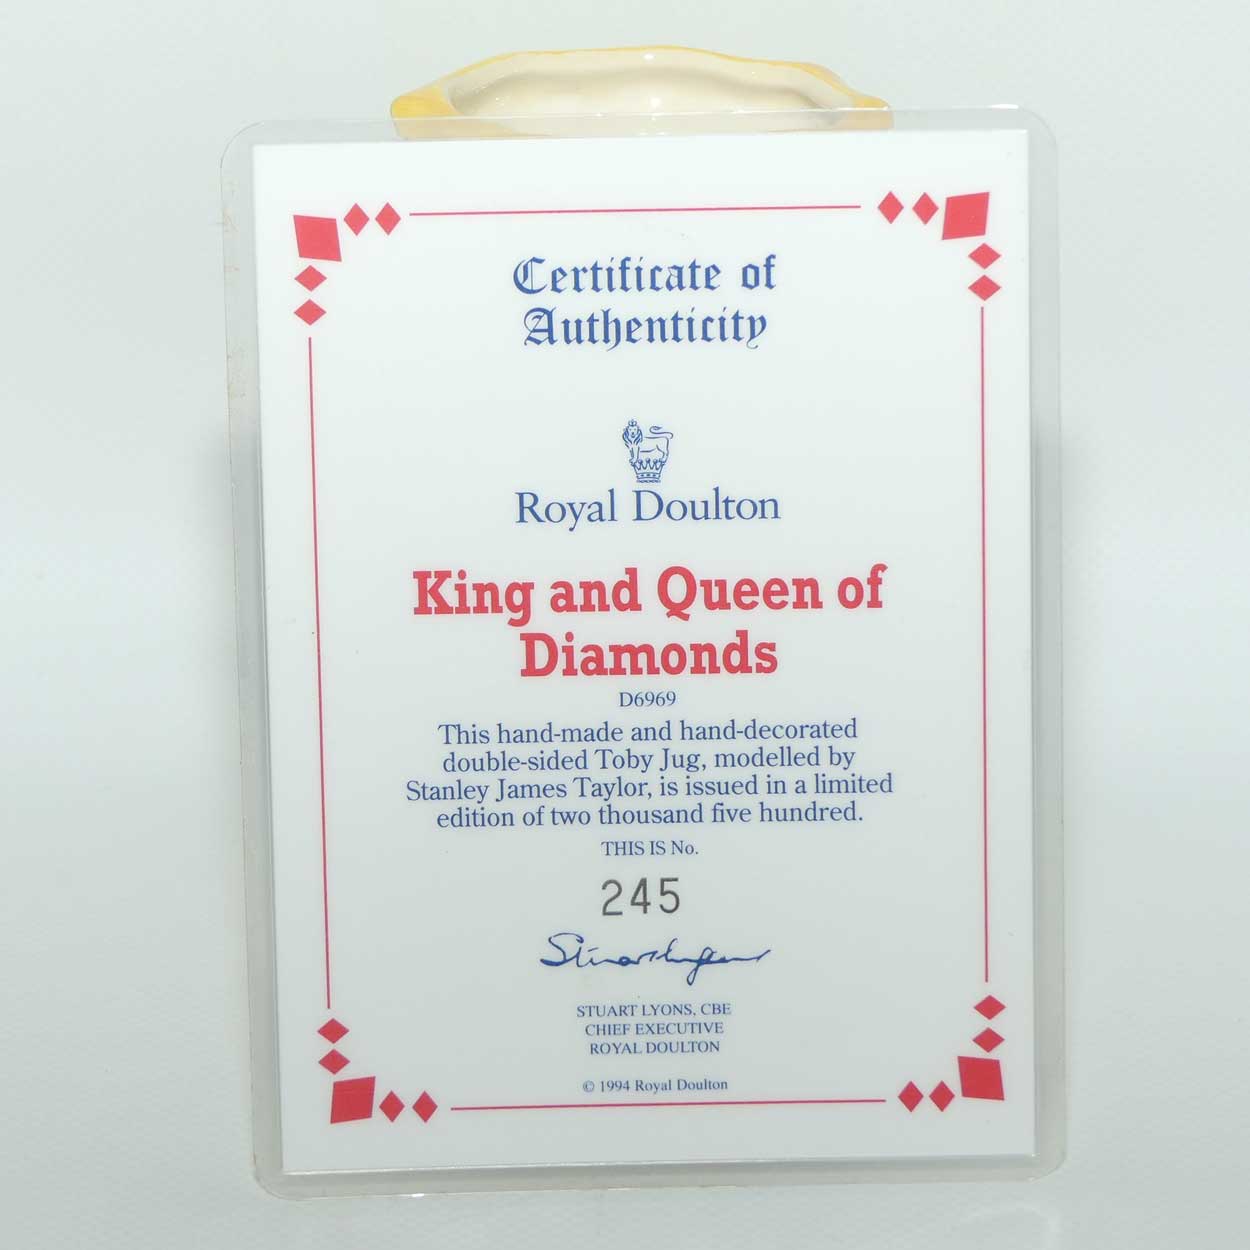 Certificate of
Authenticity
Royal Doulton
King and Queen of
Diamonds
D6969
This hand-made and hand-decorated
double-sided Toby Jug, modelled by
Stanley James Taylor, is issued in a limited
edition of two thousand five hundred.
THIS IS No.
245
Stuart Lyons
STUART LYONS, CBE
CHIEF EXECUTIVE
ROYAL DOULTON
© 1994 Royal Doulton